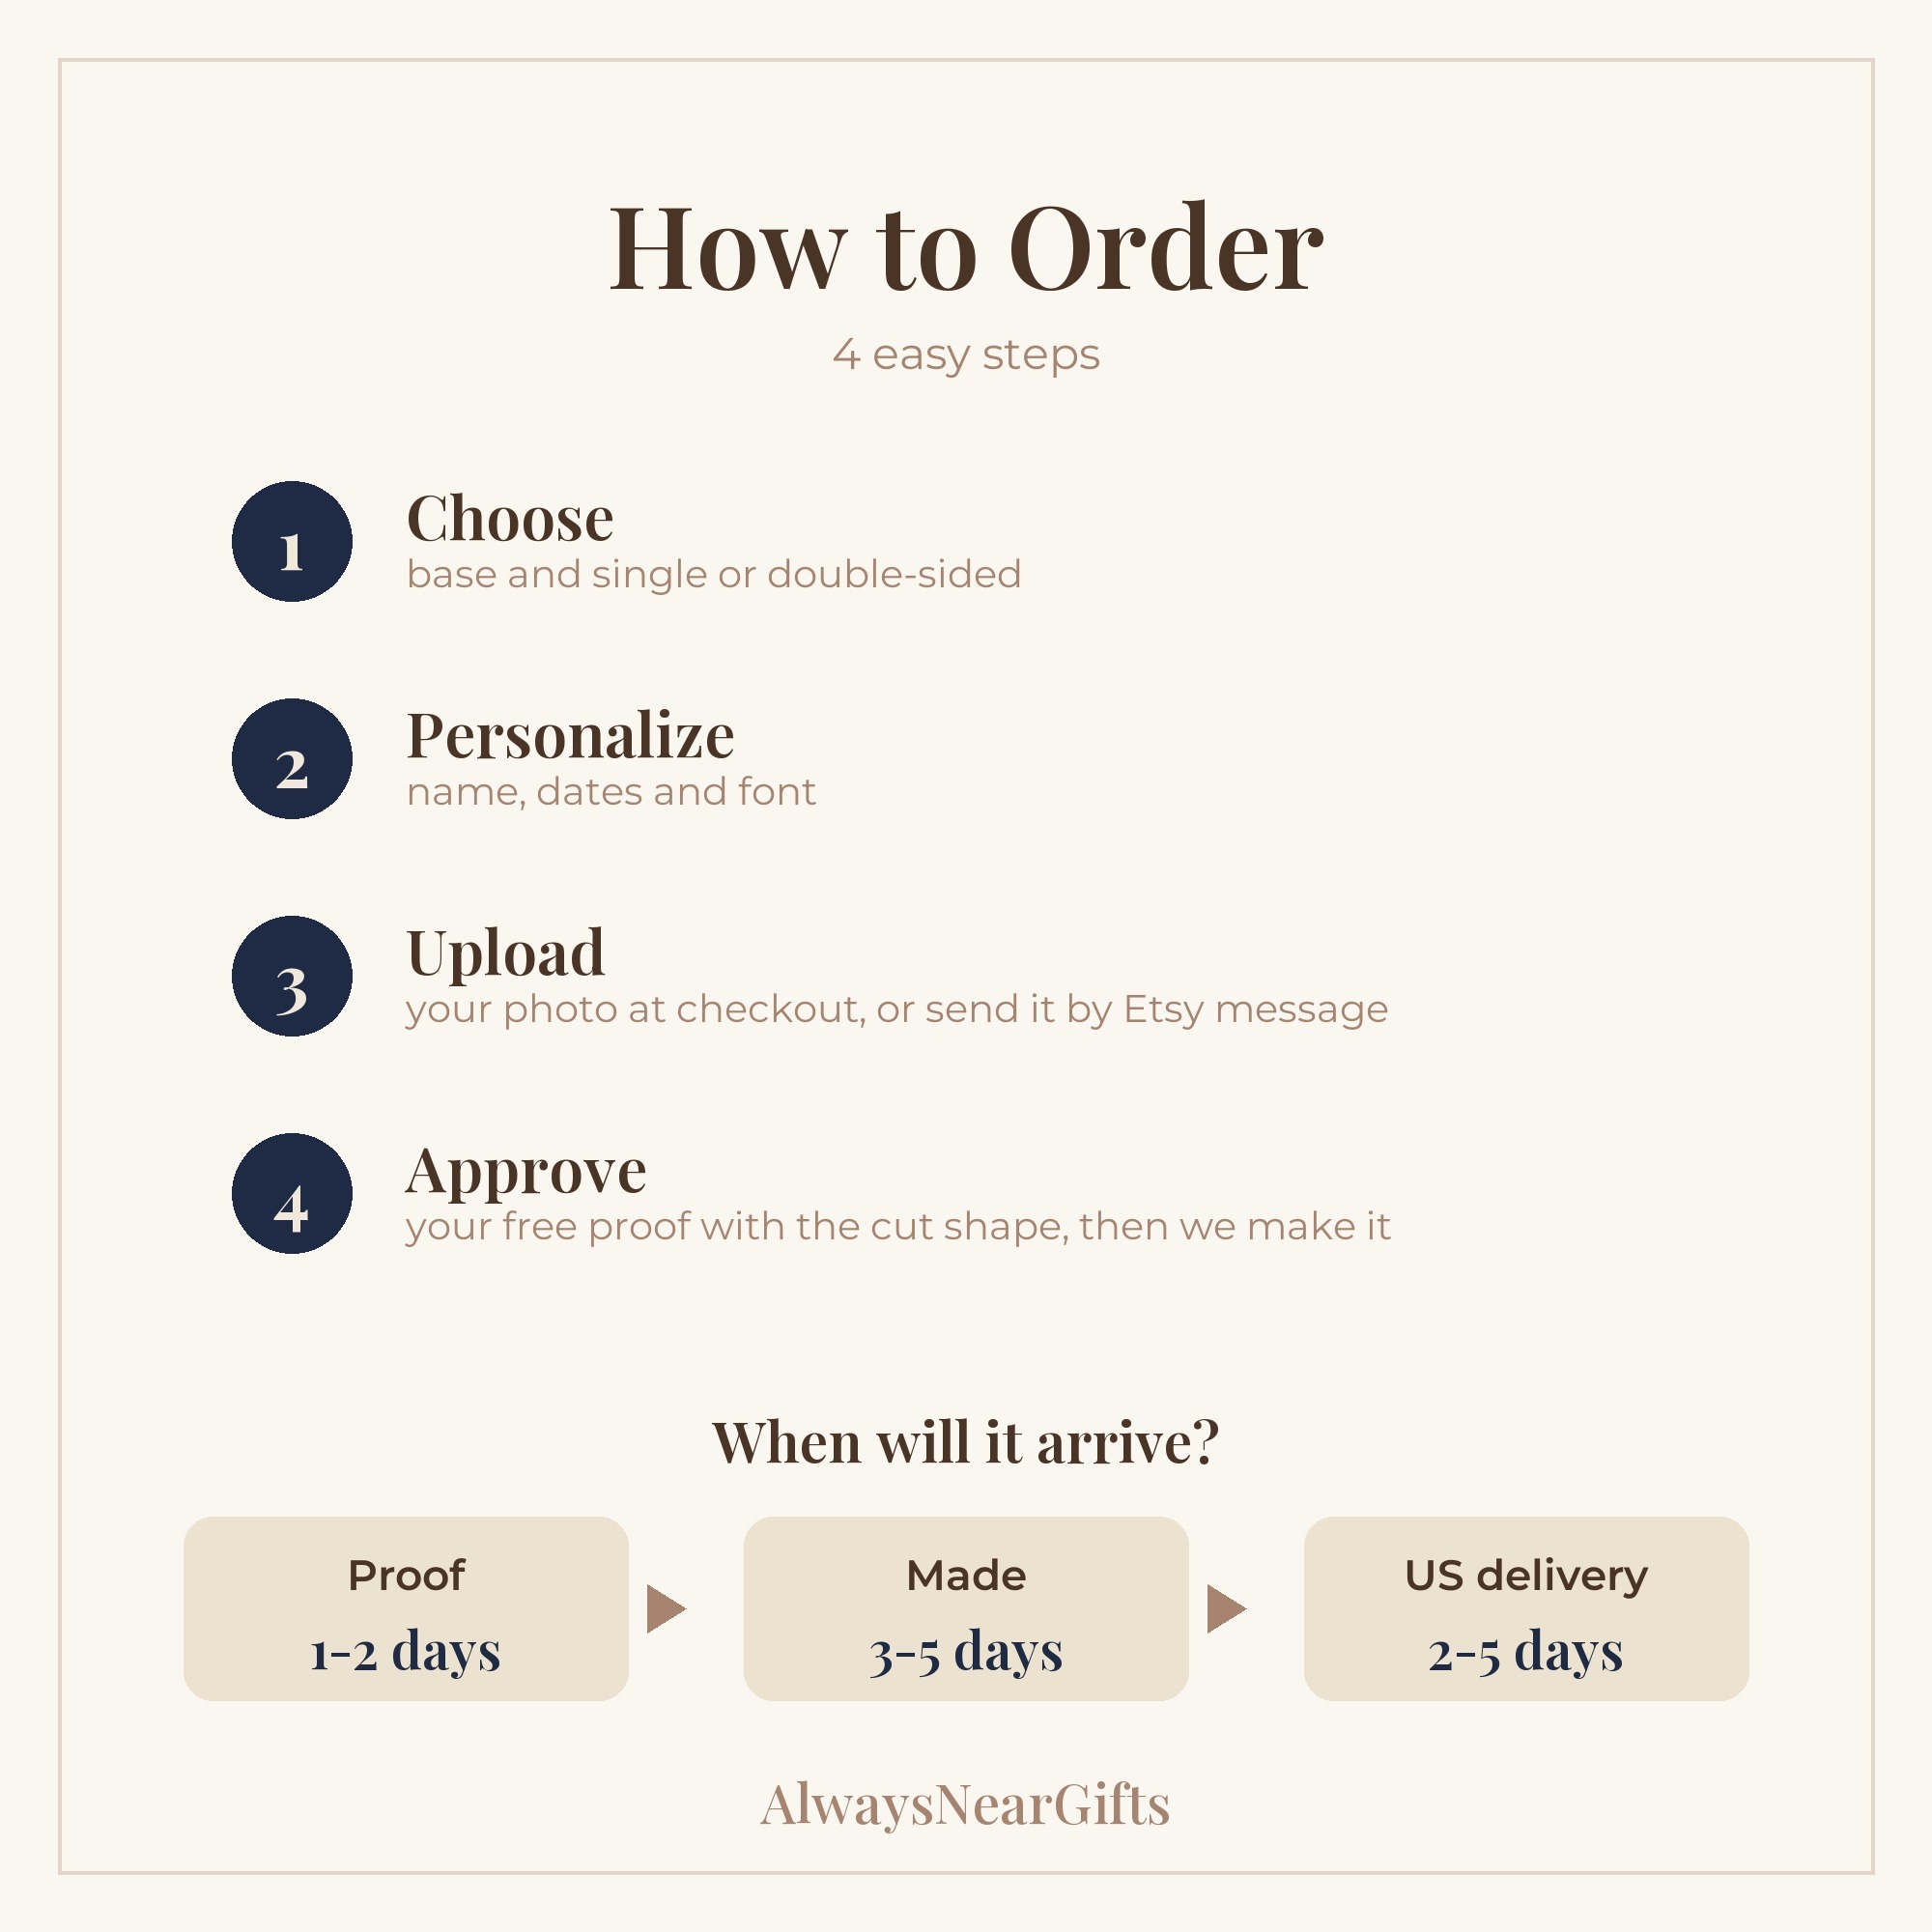 How to Order
4 easy steps
1
Choose
base and single or double-sided
2
Personalize
name, dates and font
3
Upload
your photo at checkout, or send it by Etsy message
4
Approve
your free proof with the cut shape, then we make it
When will it arrive?
Proof
1-2 days
Made
3-5 days
US delivery
2-5 days
AlwaysNearGifts